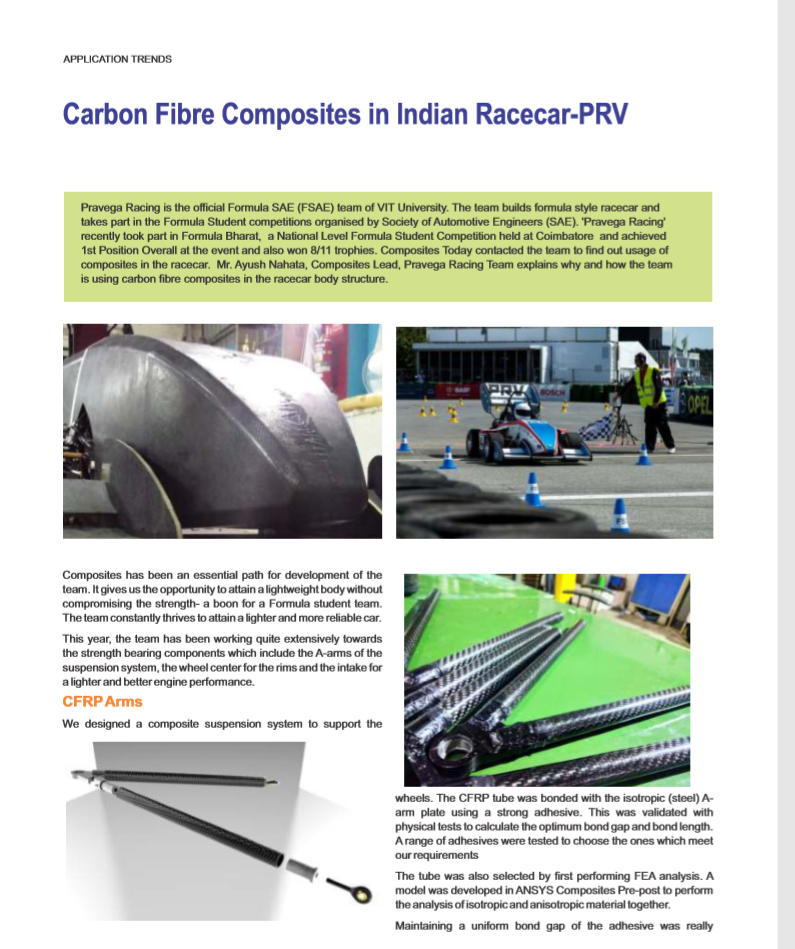 APPLICATION TRENDS
Carbon Fibre Composites in Indian Racecar-PRV
Pravega Racing is the official Formula SAE (FSAE) team of VIT University. The team builds formula style racecar and
takes part in the Formula Student competitions organised by Society of Automotive Engineers (SAE). 'Pravega Racing'
recently took part in Formula Bharat, a National Level Formula Student Competition held at Coimbatore and achieved
1st Position Overall at the event and also won 8/11 trophies. Composites Today contacted the team to find out usage of
composites in the racecar. Mr. Ayush Nahata, Composites Lead, Pravega Racing Team explains why and how the team
is using carbon fibre composites in the racecar body structure.
PRV
BOSCH
OPEL
FS
Composites has been an essential path for development of the
team. It gives us the opportunity to attain a lightweight body without
compromising the strength- a boon for a Formula student team.
The team constantly thrives to attain a lighter and more reliable car.
This year, the team has been working quite extensively towards
the strength bearing components which include the A-arms of the
suspension system, the wheel center for the rims and the intake for
a lighter and better engine performance.
CFRP Arms
We designed a composite suspension system to support the
wheels. The CFRP tube was bonded with the isotropic (steel) A-
arm plate using a strong adhesive. This was validated with
physical tests to calculate the optimum bond gap and bond length.
A range of adhesives were tested to choose the ones which meet
our requirements
The tube was also selected by first performing FEA analysis. A
model was developed in ANSYS Composites Pre-post to perform
the analysis of isotropic and anisotropic material together.
Maintaining a uniform bond gap of the adhesive was really